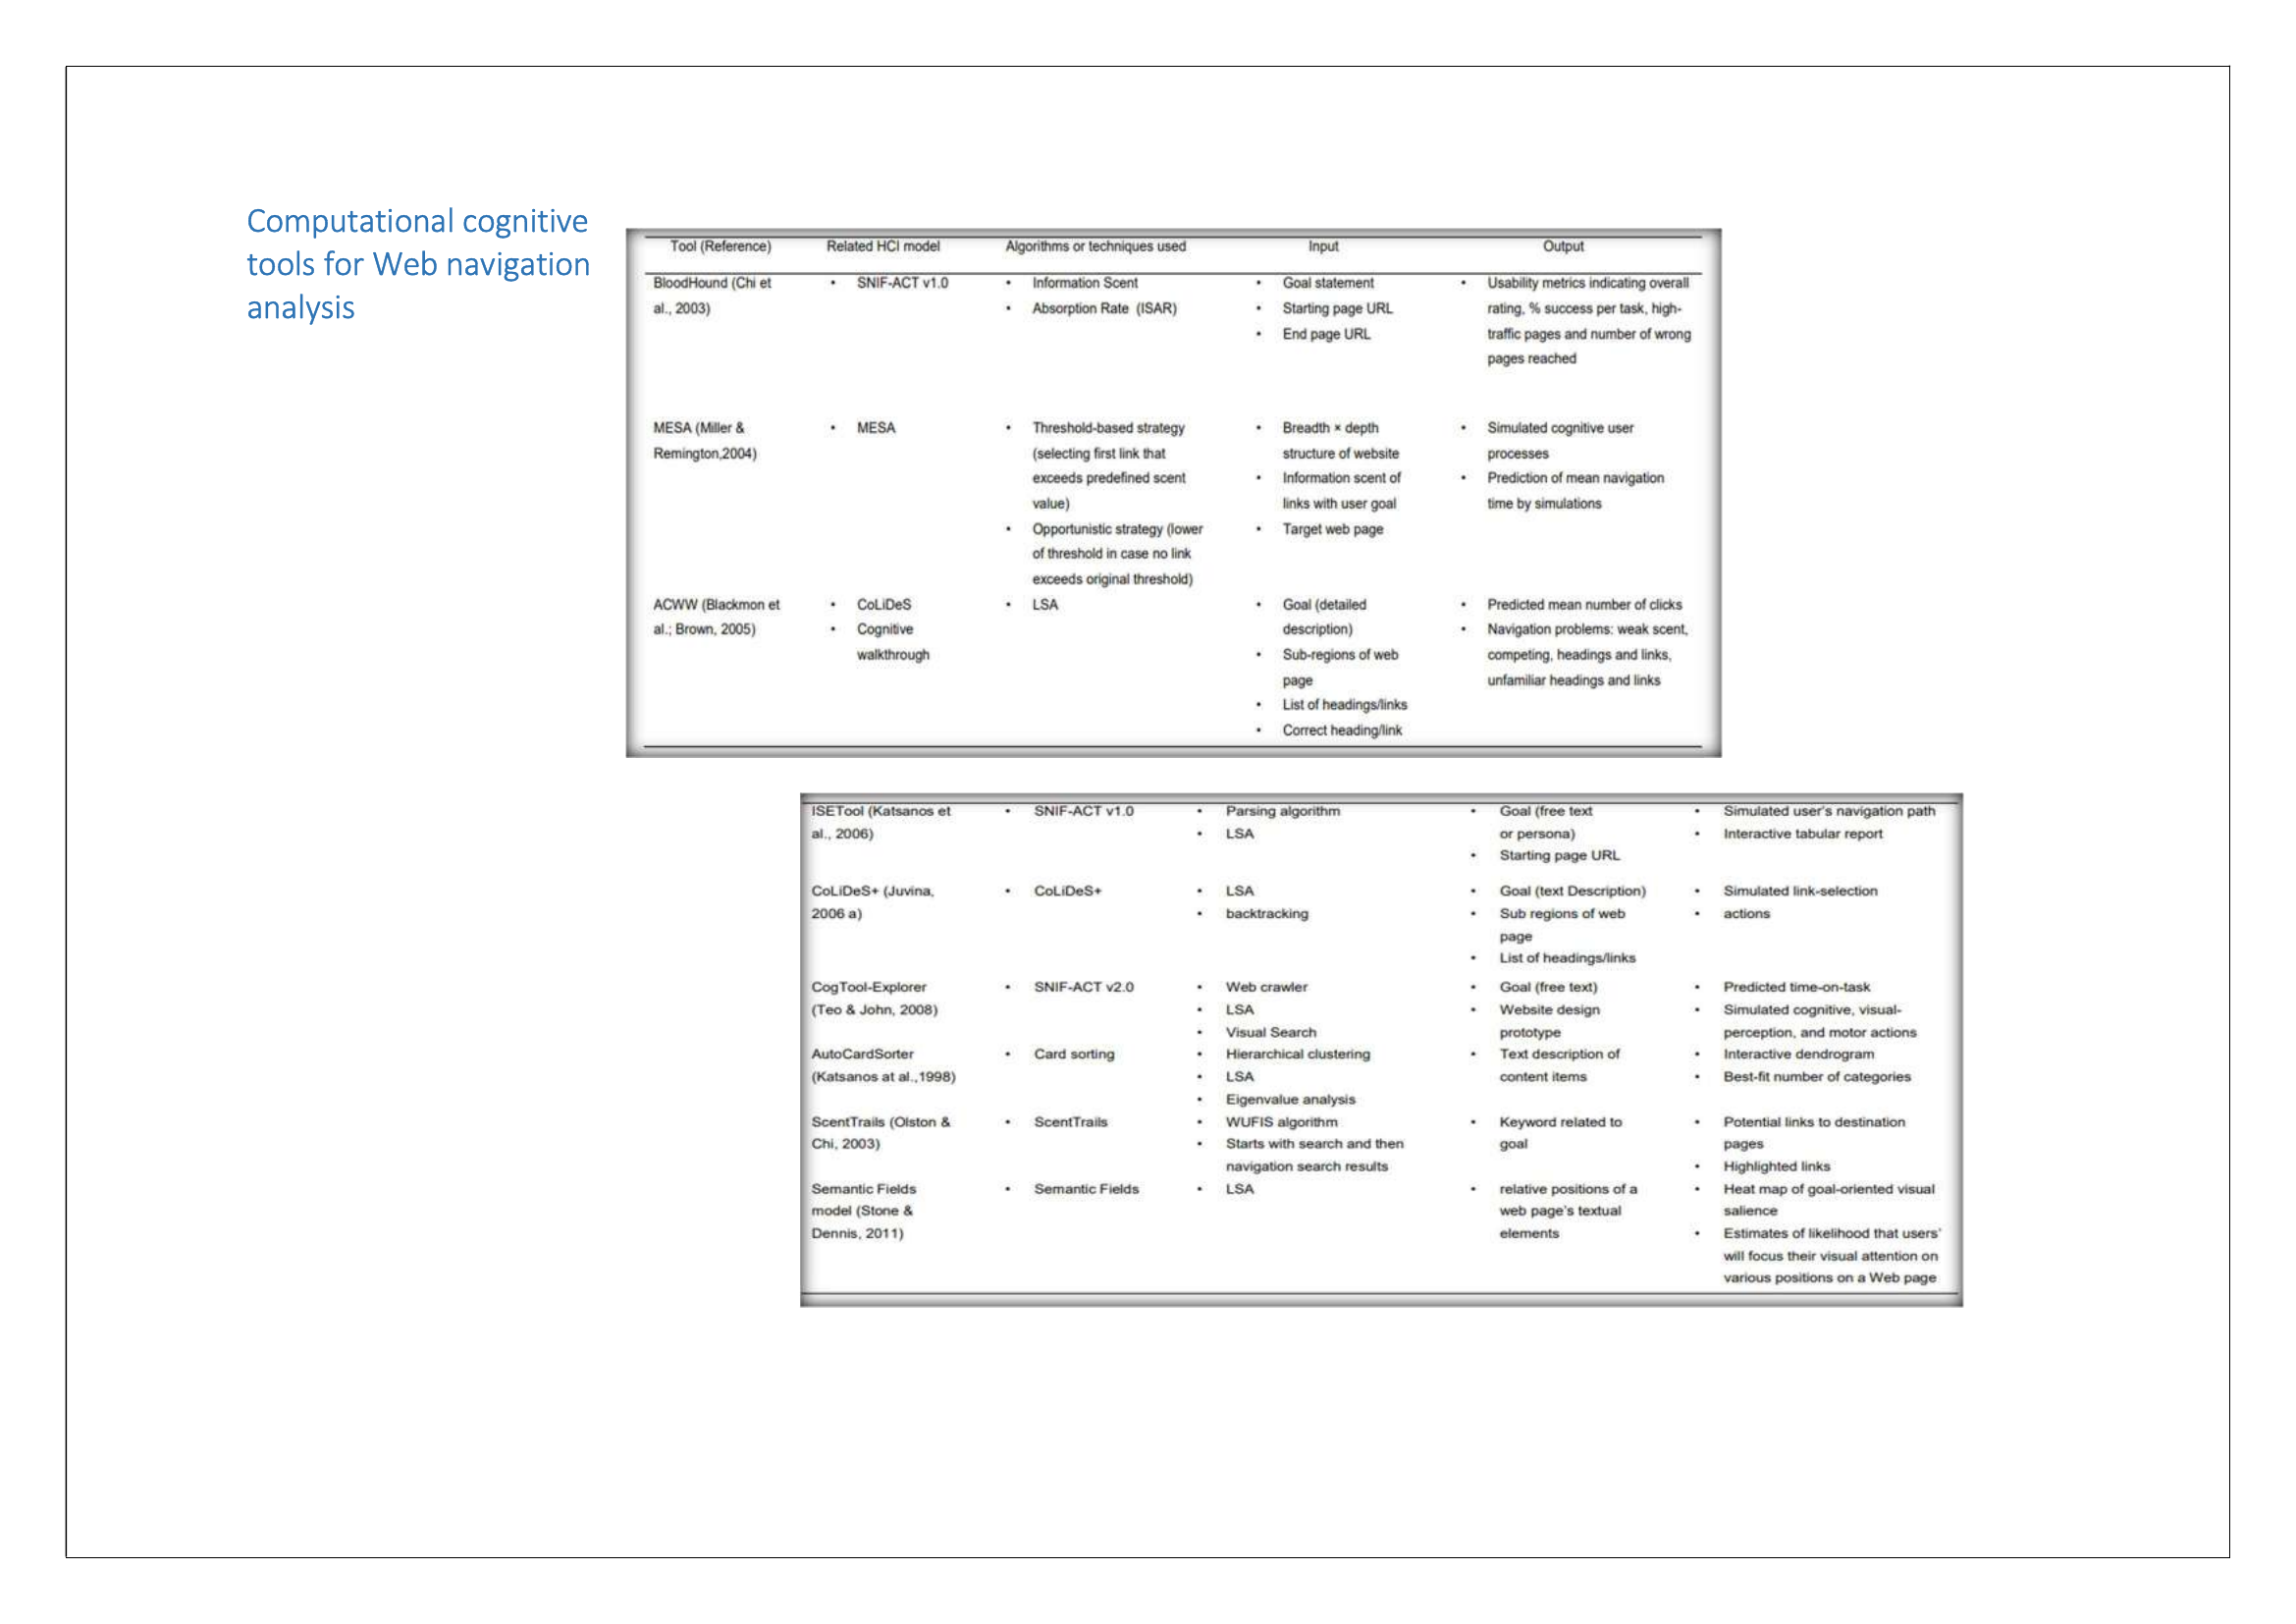 Computational cognitive
tools for Web navigation
analysis
Tool (Reference) Related HCI model Algorithms or techniques used Input Output
BloodHound (Chi et • SNIF-ACT v1.0 • Information Scent • Goal statement • Usability metrics indicating overall
al., 2003) • Absorption Rate (ISAR) • Starting page URL rating, % success per task, high-
• End page URL traffic pages and number of wrong
pages reached
MESA (Miller & • MESA • Threshold-based strategy • Breadth × depth • Simulated cognitive user
Remington,2004) (selecting first link that structure of website processes
exceeds predefined scent • Information scent of • Prediction of mean navigation
value) links with user goal time by simulations
• Opportunistic strategy (lower • Target web page
of threshold in case no link
exceeds original threshold)
ACWW (Blackmon et • CoLiDeS • LSA • Goal (detailed • Predicted mean number of clicks
al.; Brown, 2005) • Cognitive description) • Navigation problems: weak scent,
walkthrough • Sub-regions of web competing, headings and links,
page unfamiliar headings and links
• List of headings/links
• Correct heading/link
ISETool (Katsanos et • SNIF-ACT v1.0 • Parsing algorithm • Goal (free text • Simulated user's navigation path
al., 2006) • LSA or persona) • Interactive tabular report
• Starting page URL
CoLiDeS+ (Juvina, • CoLiDeS+ • LSA • Goal (text Description) • Simulated link-selection
2006 a) • backtracking • Sub regions of web • actions
page
• List of headings/links
CogTool-Explorer • SNIF-ACT v2.0 • Web crawler • Goal (free text) • Predicted time-on-task
(Teo & John, 2008) • LSA • Website design • Simulated cognitive, visual-
• Visual Search prototype perception, and motor actions
AutoCardSorter • Card sorting • Hierarchical clustering • Text description of • Interactive dendrogram
(Katsanos at al.,1998) • LSA content items • Best-fit number of categories
• Eigenvalue analysis
ScentTrails (Olston & • ScentTrails • WUFIS algorithm • Keyword related to • Potential links to destination
Chi, 2003) • Starts with search and then goal pages
navigation search results • Highlighted links
Semantic Fields • Semantic Fields • LSA • relative positions of a • Heat map of goal-oriented visual
model (Stone & web page's textual salience
Dennis, 2011) elements • Estimates of likelihood that users'
will focus their visual attention on
various positions on a Web page